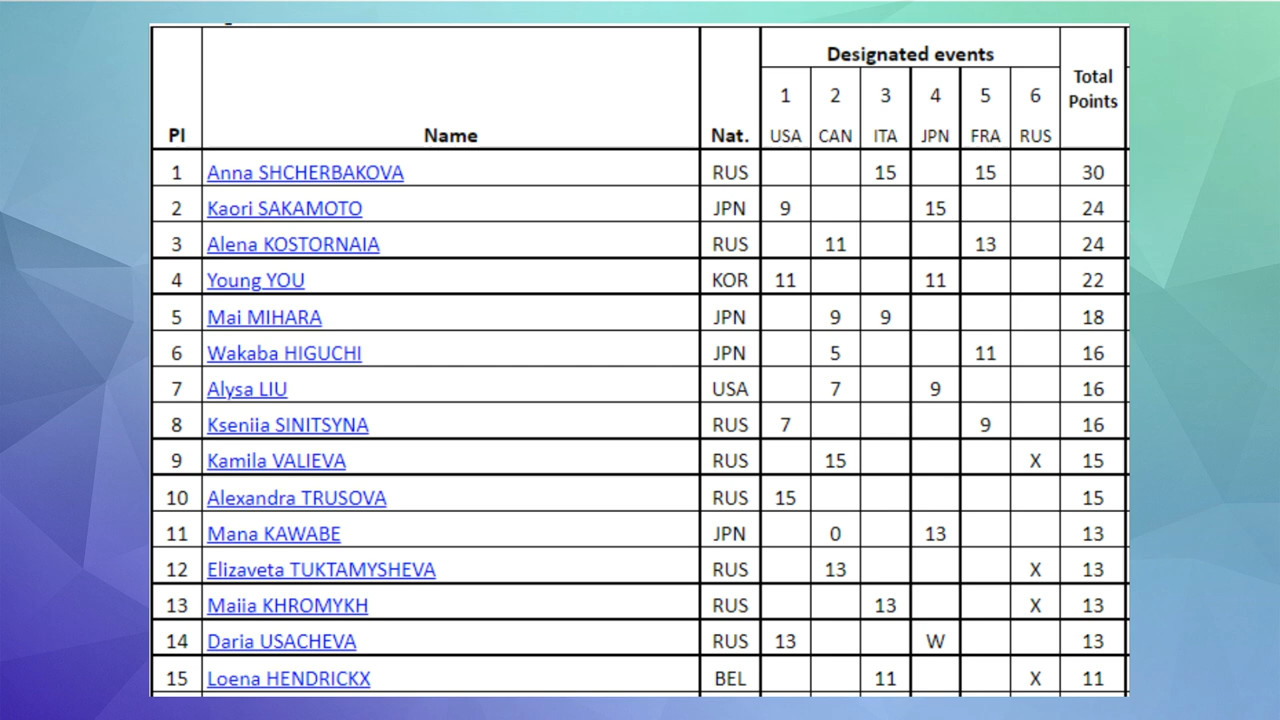 Designated events
Total
Points
1 2 3 4 5 6
Pl Name Nat. USA CAN ITA JPN FRA RUS
1 Anna SHCHERBAKOVA RUS 15 15 30
2 Kaori SAKAMOTO JPN 9 15 24
3 Alena KOSTORNAIA RUS 11 13 24
4 Young YOU KOR 11 11 22
5 Mai MIHARA JPN 9 9 18
6 Wakaba HIGUCHI JPN 5 11 16
7 Alysa LIU USA 7 9 16
8 Kseniia SINITSYNA RUS 7 9 16
9 Kamila VALIEVA RUS 15 X 15
10 Alexandra TRUSOVA RUS 15 15
11 Mana KAWABE JPN 0 13 13
12 Elizaveta TUKTAMYSHEVA RUS 13 X 13
13 Maiia KHROMYKH RUS 13 X 13
14 Daria USACHEVA RUS 13 W 13
15 Loena HENDRICKX BEL 11 X 11